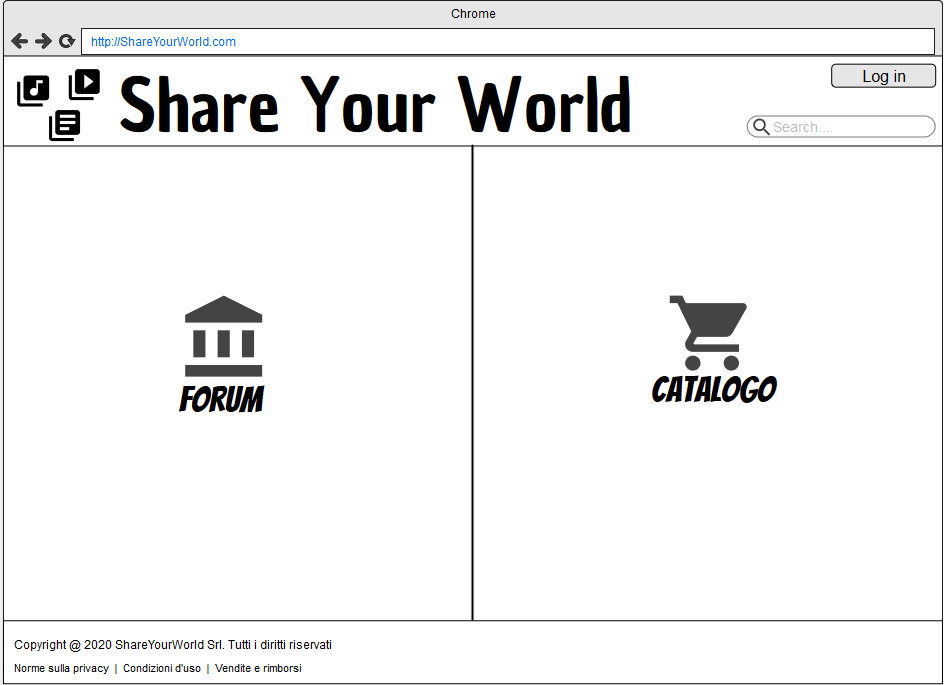 Chrome
http://ShareYourWorld.com
Share Your World
Log in
Search...
FORUM
CATALOGO
Copyright @ 2020 ShareYourWorld Srl. Tutti i diritti riservati
Norme sulla privacy | Condizioni d'uso | Vendite e rimborsi